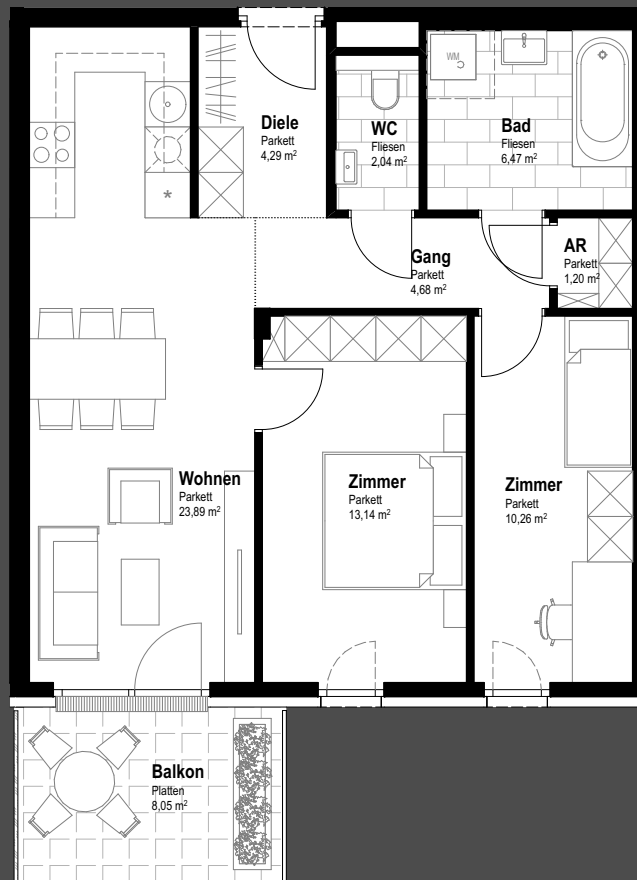 Diele
Parkett
4,29 m²
WC
Fliesen
2,04 m²
WM
Bad
Fliesen
6,47 m²
*
Gang
Parkett
4,68 m²
AR
Parkett
1,20 m²
Wohnen
Parkett
23,89 m²
Zimmer
Parkett
13,14 m²
Zimmer
Parkett
10,26 m²
Balkon
Platten
8,05 m²